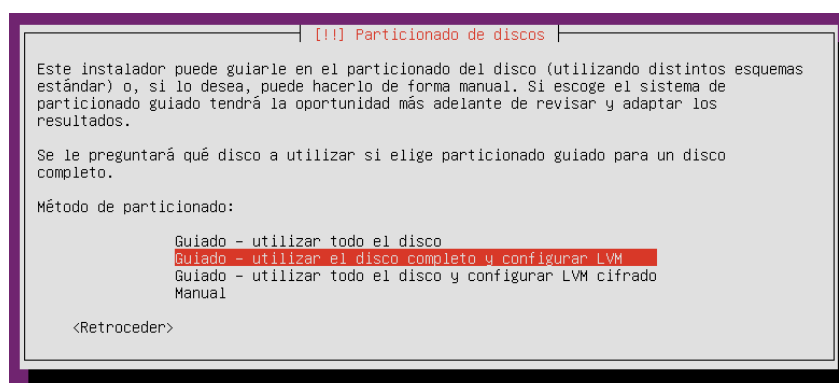 [!!] Particionado de discos
Este instalador puede guiarle en el particionado del disco (utilizando distintos esquemas
estándar) o, si lo desea, puede hacerlo de forma manual. Si escoge el sistema de
particionado guiado tendrá la oportunidad más adelante de revisar y adaptar los
resultados.
Se le preguntará qué disco a utilizar si elige particionado guiado para un disco
completo.
Método de particionado:
Guiado - utilizar todo el disco
Guiado - utilizar el disco completo y configurar LVM
Guiado - utilizar todo el disco y configurar LVM cifrado
Manual
<Retroceder>